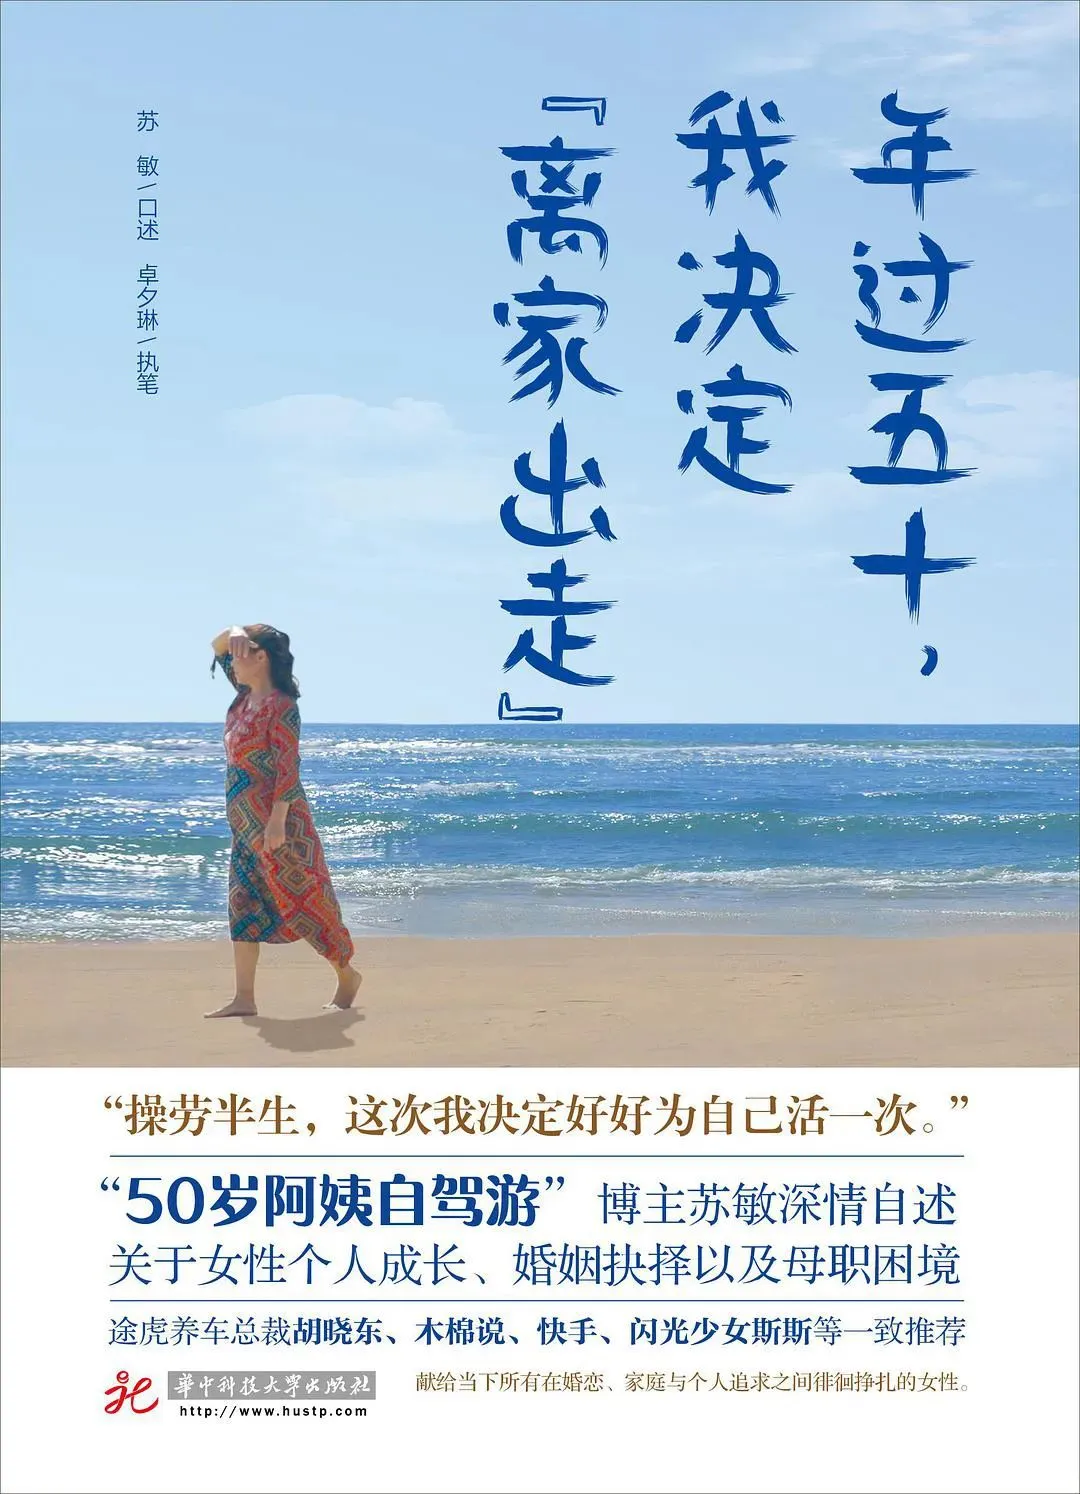 年过五十，
我决定
『离家出走』
苏 敏\口述 卓夕琳\执笔
“操劳半生，这次我决定好好为自己活一次。”
“50岁阿姨自驾游” 博主苏敏深情自述
关于女性个人成长、婚姻抉择以及母职困境
途虎养车总裁胡晓东、木棉说、快手、闪光少女斯斯等一致推荐
華中科技大學出版社
http://www.hustp.com
献给当下所有在婚恋、家庭与个人追求之间徘徊挣扎的女性。